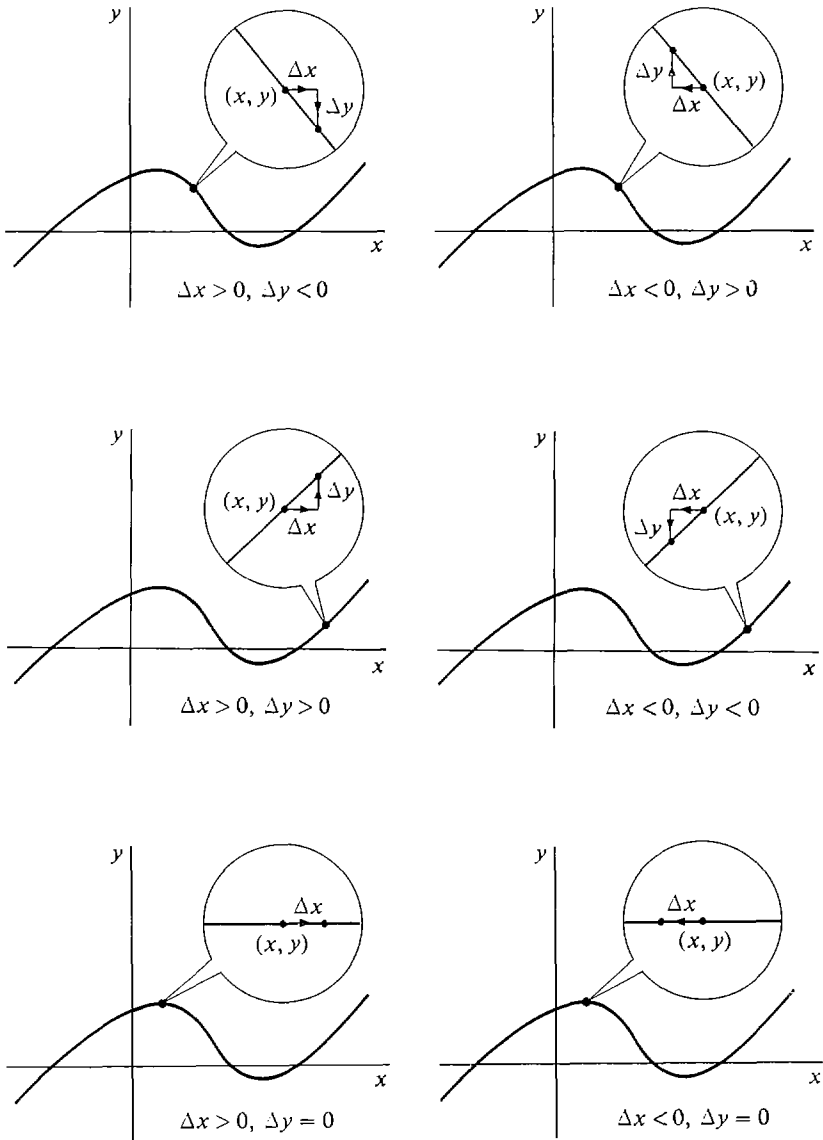 y
Δx
(x, y)
Δy
x
Δx > 0, Δy < 0
y
Δy
(x, y)
Δx
x
Δx < 0, Δy > 0
y
(x, y)
Δy
Δx
x
Δx > 0, Δy > 0
y
Δx
(x, y)
Δy
x
Δx < 0, Δy < 0
y
Δx
(x, y)
x
Δx > 0, Δy = 0
y
Δx
(x, y)
x
Δx < 0, Δy = 0